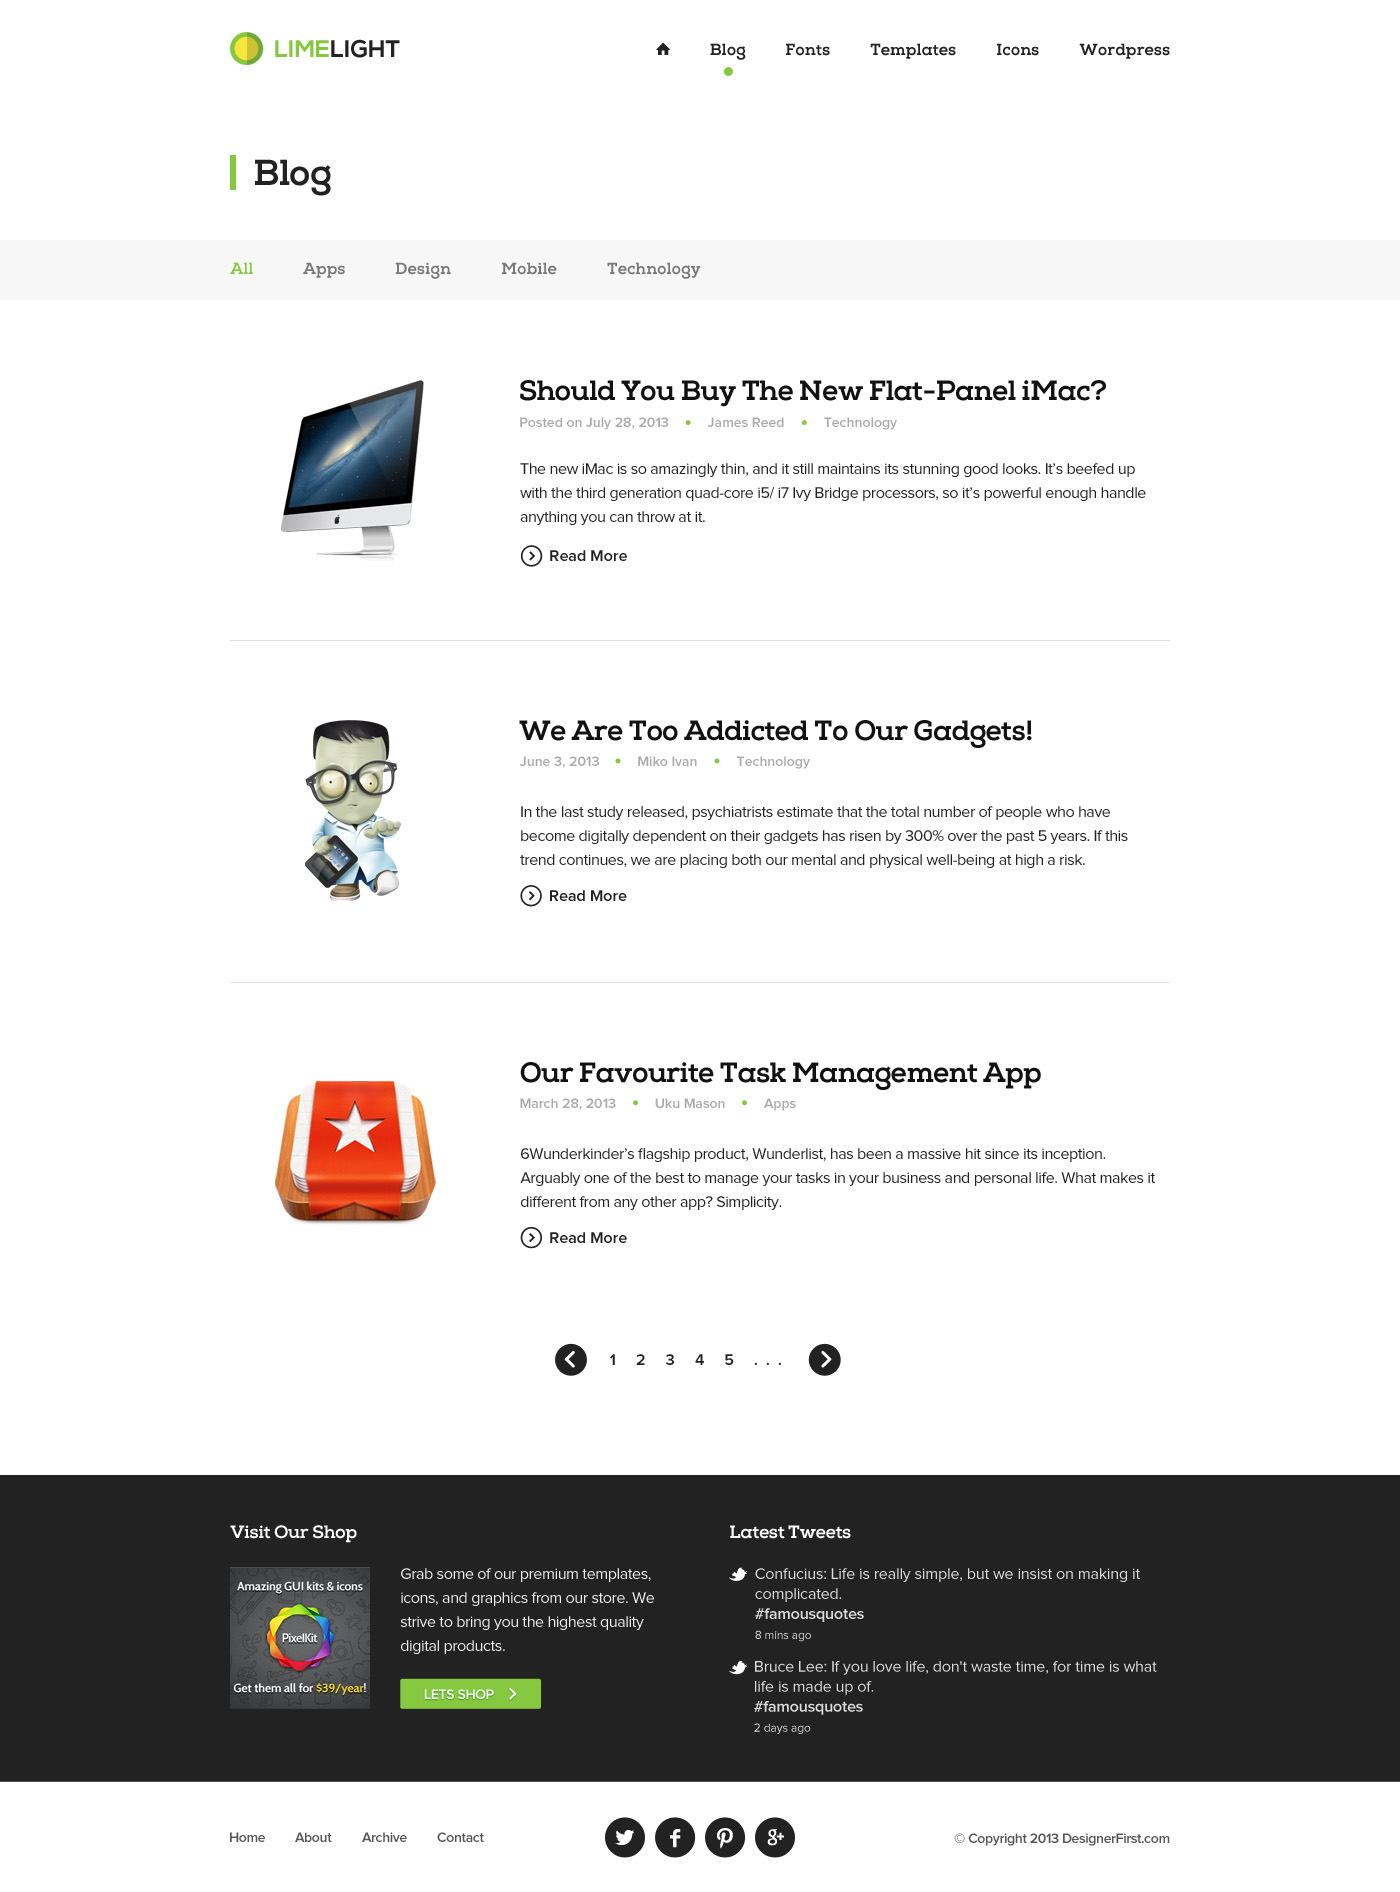 LIMELIGHT
Blog Fonts Templates Icons Wordpress
Blog
All Apps Design Mobile Technology
Should You Buy The New Flat-Panel iMac?
Posted on July 28, 2013 • James Reed • Technology
The new iMac is so amazingly thin, and it still maintains its stunning good looks. It's beefed up
with the third generation quad-core i5/ i7 Ivy Bridge processors, so it's powerful enough handle
anything you can throw at it.
Read More
We Are Too Addicted To Our Gadgets!
June 3, 2013 • Miko Ivan • Technology
In the last study released, psychiatrists estimate that the total number of people who have
become digitally dependent on their gadgets has risen by 300% over the past 5 years. If this
trend continues, we are placing both our mental and physical well-being at high a risk.
Read More
Our Favourite Task Management App
March 28, 2013 • Uku Mason • Apps
6Wunderkinder's flagship product, Wunderlist, has been a massive hit since its inception.
Arguably one of the best to manage your tasks in your business and personal life. What makes it
different from any other app? Simplicity.
Read More
1 2 3 4 5 . . .
Visit Our Shop
Amazing GUI kits & icons
PixelKit
Get them all for $39/year!
Grab some of our premium templates,
icons, and graphics from our store. We
strive to bring you the highest quality
digital products.
LETS SHOP
Latest Tweets
Confucius: Life is really simple, but we insist on making it
complicated.
#famousquotes
8 mins ago
Bruce Lee: If you love life, don't waste time, for time is what
life is made up of.
#famousquotes
2 days ago
Home About Archive Contact
© Copyright 2013 DesignerFirst.com